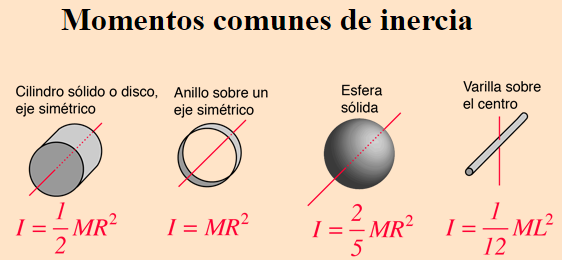 Momentos comunes de inercia
Cilindro sólido o disco,
eje simétrico
Anillo sobre un
eje simétrico
Esfera
sólida
Varilla sobre
el centro
I = 1/2 MR²
I = MR²
I = 2/5 MR²
I = 1/12 ML²